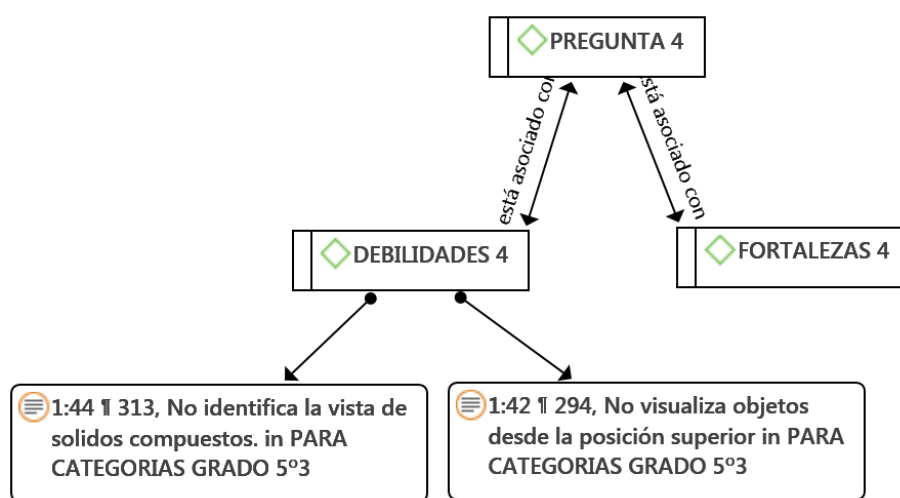 PREGUNTA 4
está asociado con
está asociado con
DEBILIDADES 4
FORTALEZAS 4
1:44 ¶ 313, No identifica la vista de
solidos compuestos. in PARA
CATEGORIAS GRADO 5º3
1:42 ¶ 294, No visualiza objetos
desde la posición superior in PARA
CATEGORIAS GRADO 5º3